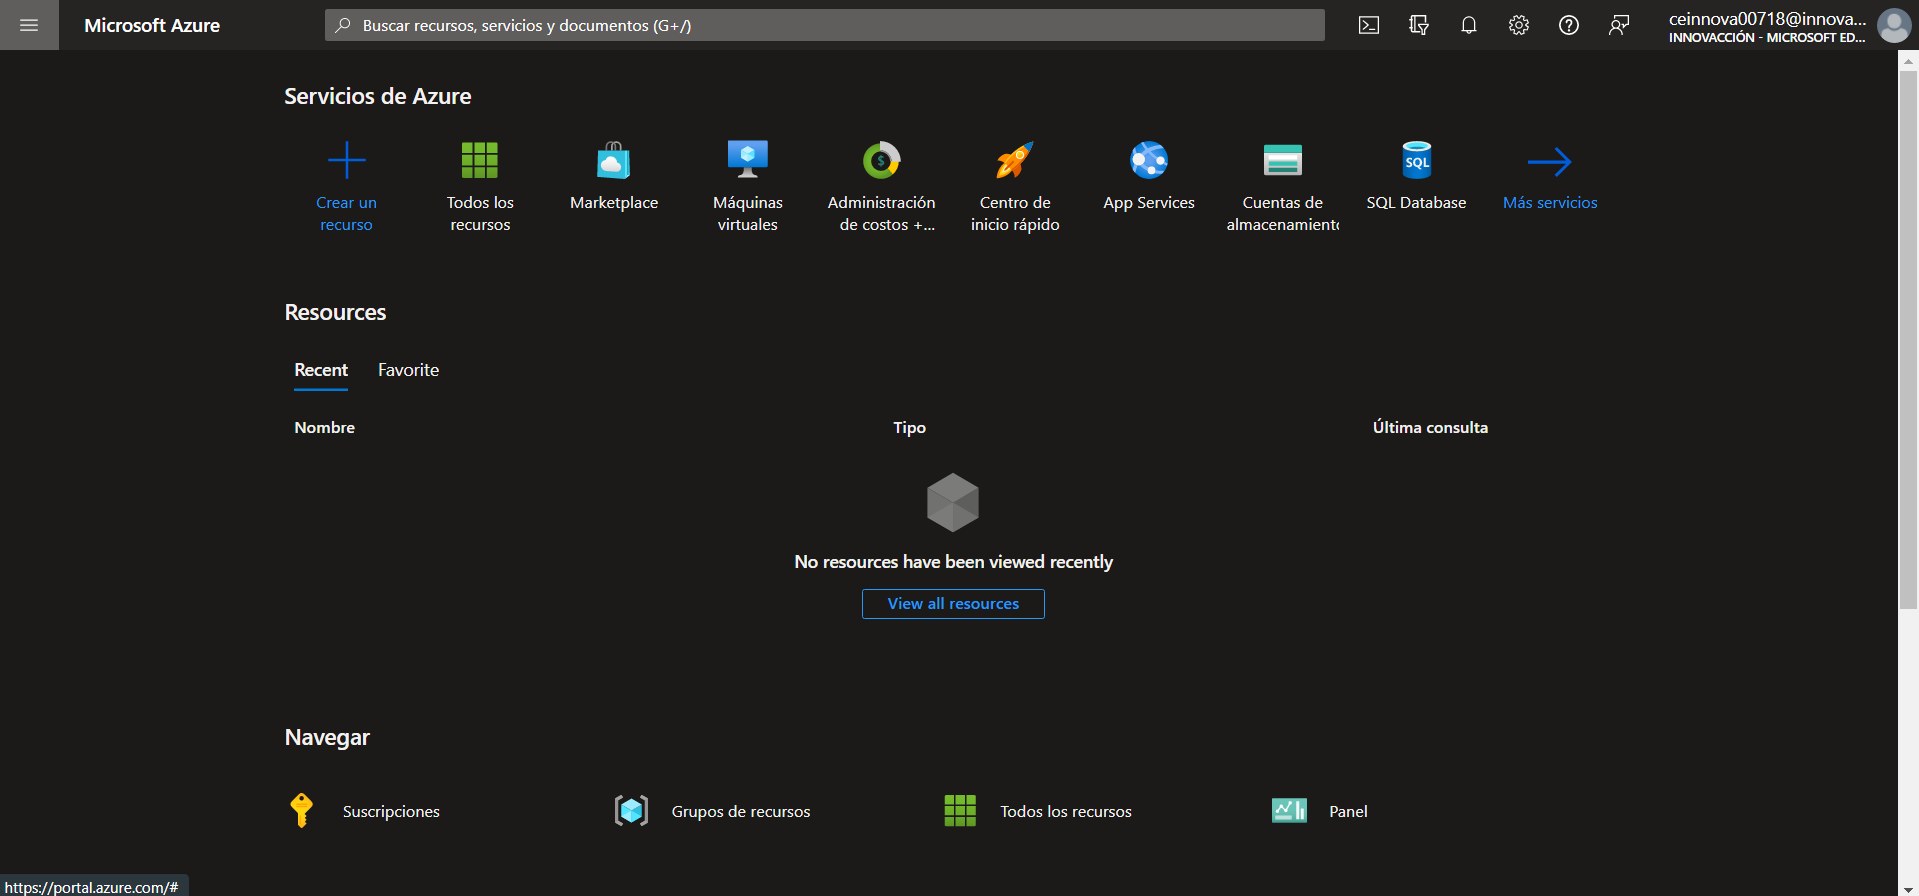 Microsoft Azure
Buscar recursos, servicios y documentos (G+/)
ceinnova00718@innova...
INNOVACCIÓN - MICROSOFT ED...
Servicios de Azure
Crear un
recurso
Todos los
recursos
Marketplace
Máquinas
virtuales
Administración
de costos +...
Centro de
inicio rápido
App Services
Cuentas de
almacenamiento
SQL
SQL Database
Más servicios
Resources
Recent
Favorite
Nombre
Tipo
Última consulta
No resources have been viewed recently
View all resources
Navegar
Suscripciones
Grupos de recursos
Todos los recursos
Panel
https://portal.azure.com/#